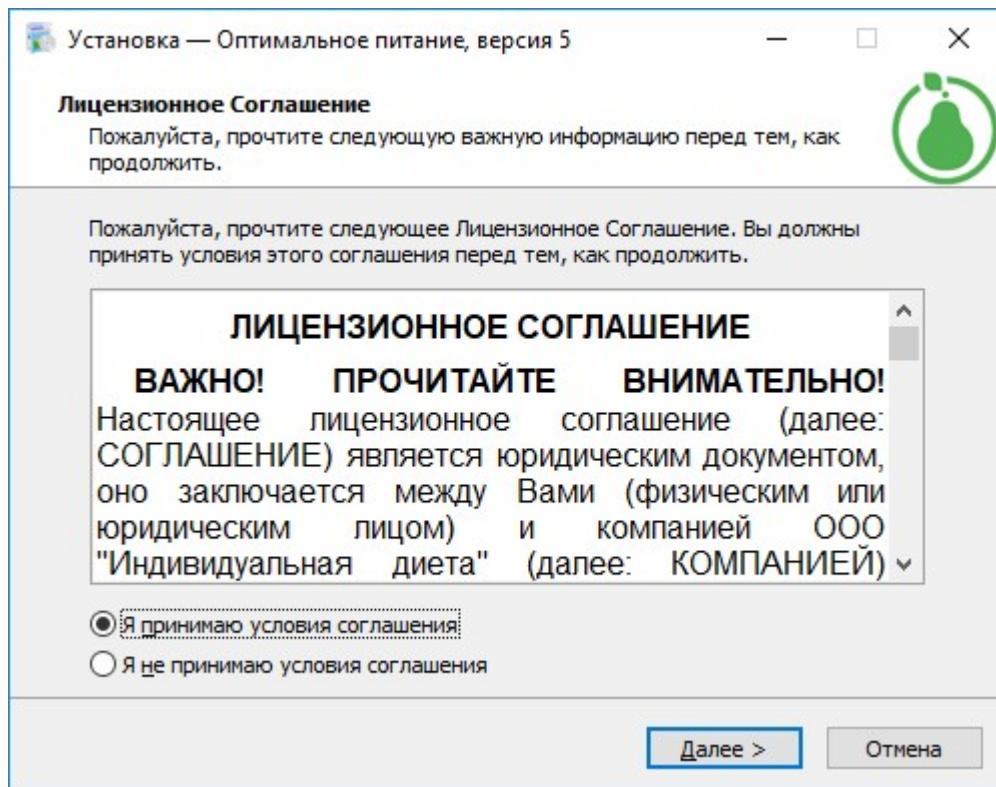 Установка — Оптимальное питание, версия 5
Лицензионное Соглашение
Пожалуйста, прочтите следующую важную информацию перед тем, как
продолжить.
Пожалуйста, прочтите следующее Лицензионное Соглашение. Вы должны
принять условия этого соглашения перед тем, как продолжить.
ЛИЦЕНЗИОННОЕ СОГЛАШЕНИЕ
ВАЖНО! ПРОЧИТАЙТЕ ВНИМАТЕЛЬНО!
Настоящее лицензионное соглашение (далее:
СОГЛАШЕНИЕ) является юридическим документом,
оно заключается между Вами (физическим или
юридическим лицом) и компанией ООО
"Индивидуальная диета" (далее: КОМПАНИЕЙ)
Я принимаю условия соглашения
Я не принимаю условия соглашения
Далее > Отмена